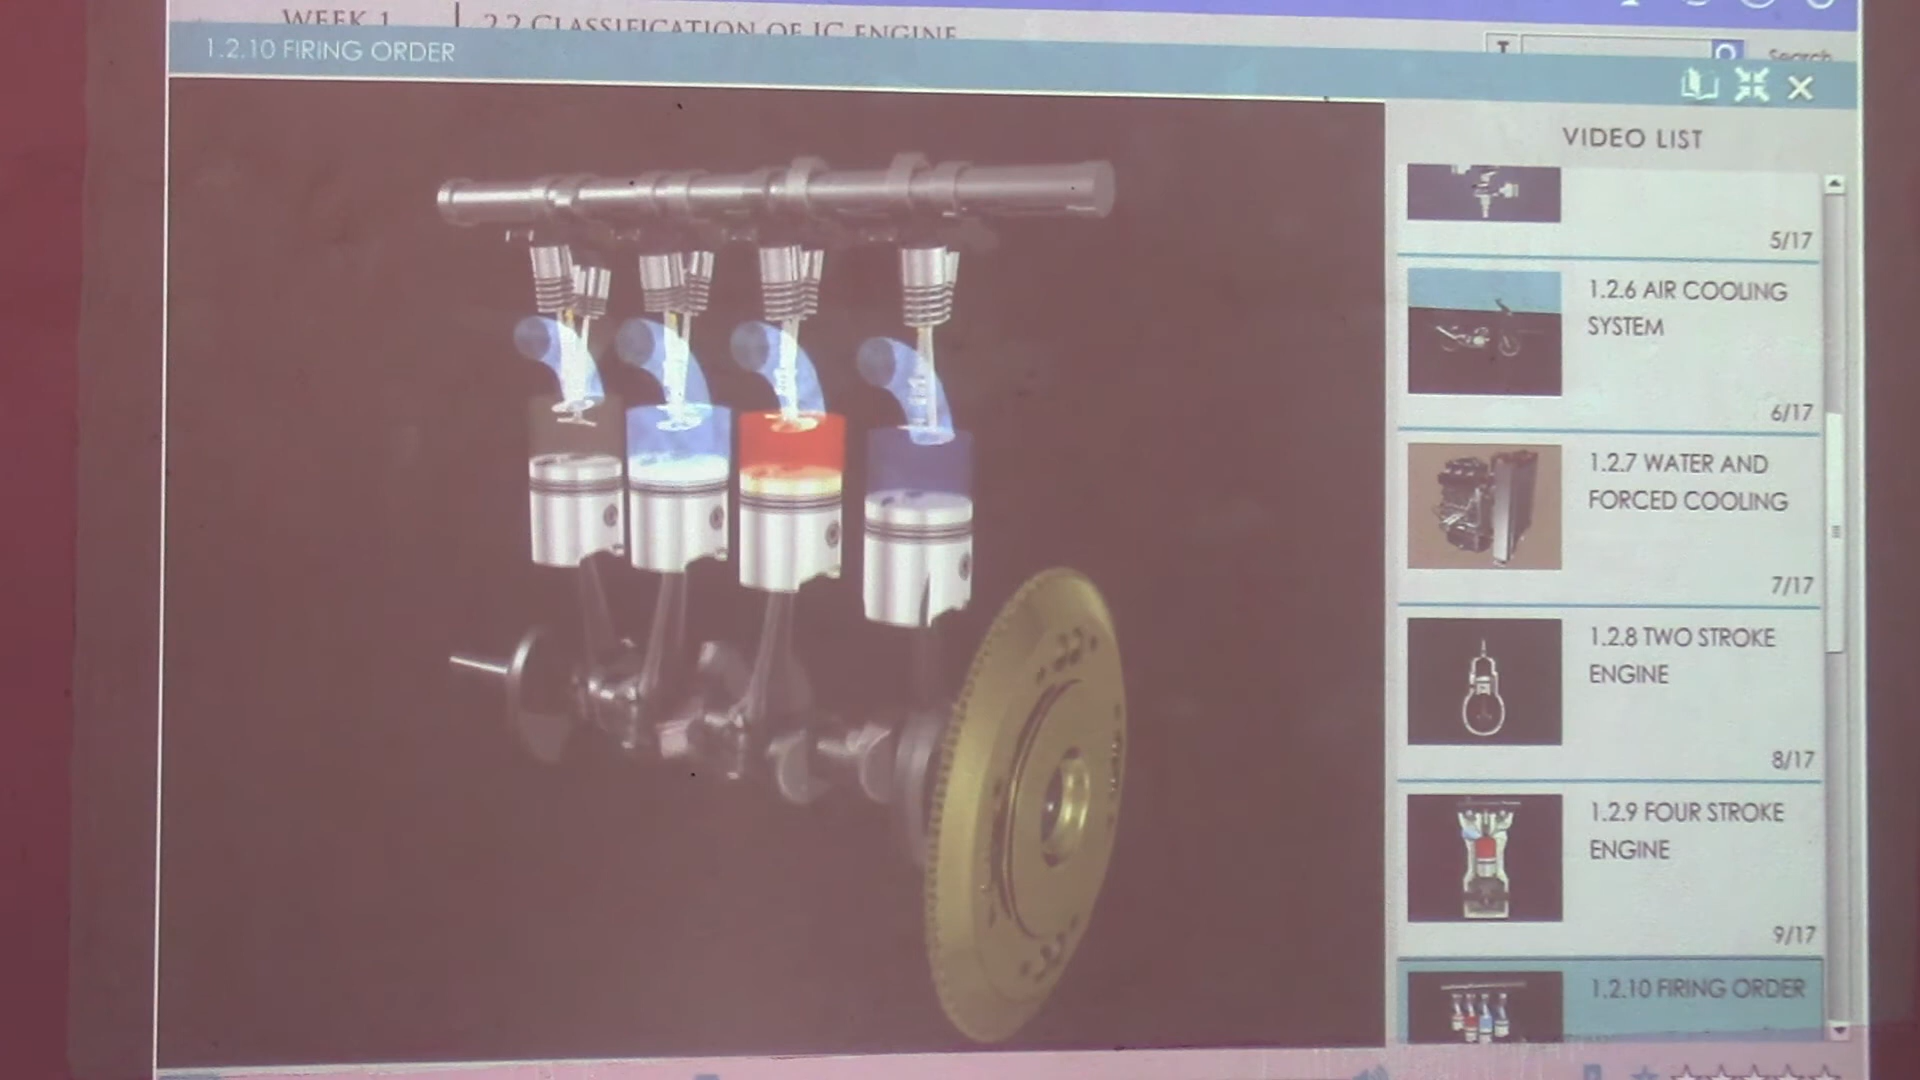 WEEK 1 2.2 CLASSIFICATION OF IC ENGINE
Search
1.2.10 FIRING ORDER
VIDEO LIST
5/17
1.2.6 AIR COOLING
SYSTEM
6/17
1.2.7 WATER AND
FORCED COOLING
7/17
1.2.8 TWO STROKE
ENGINE
8/17
1.2.9 FOUR STROKE
ENGINE
9/17
1.2.10 FIRING ORDER